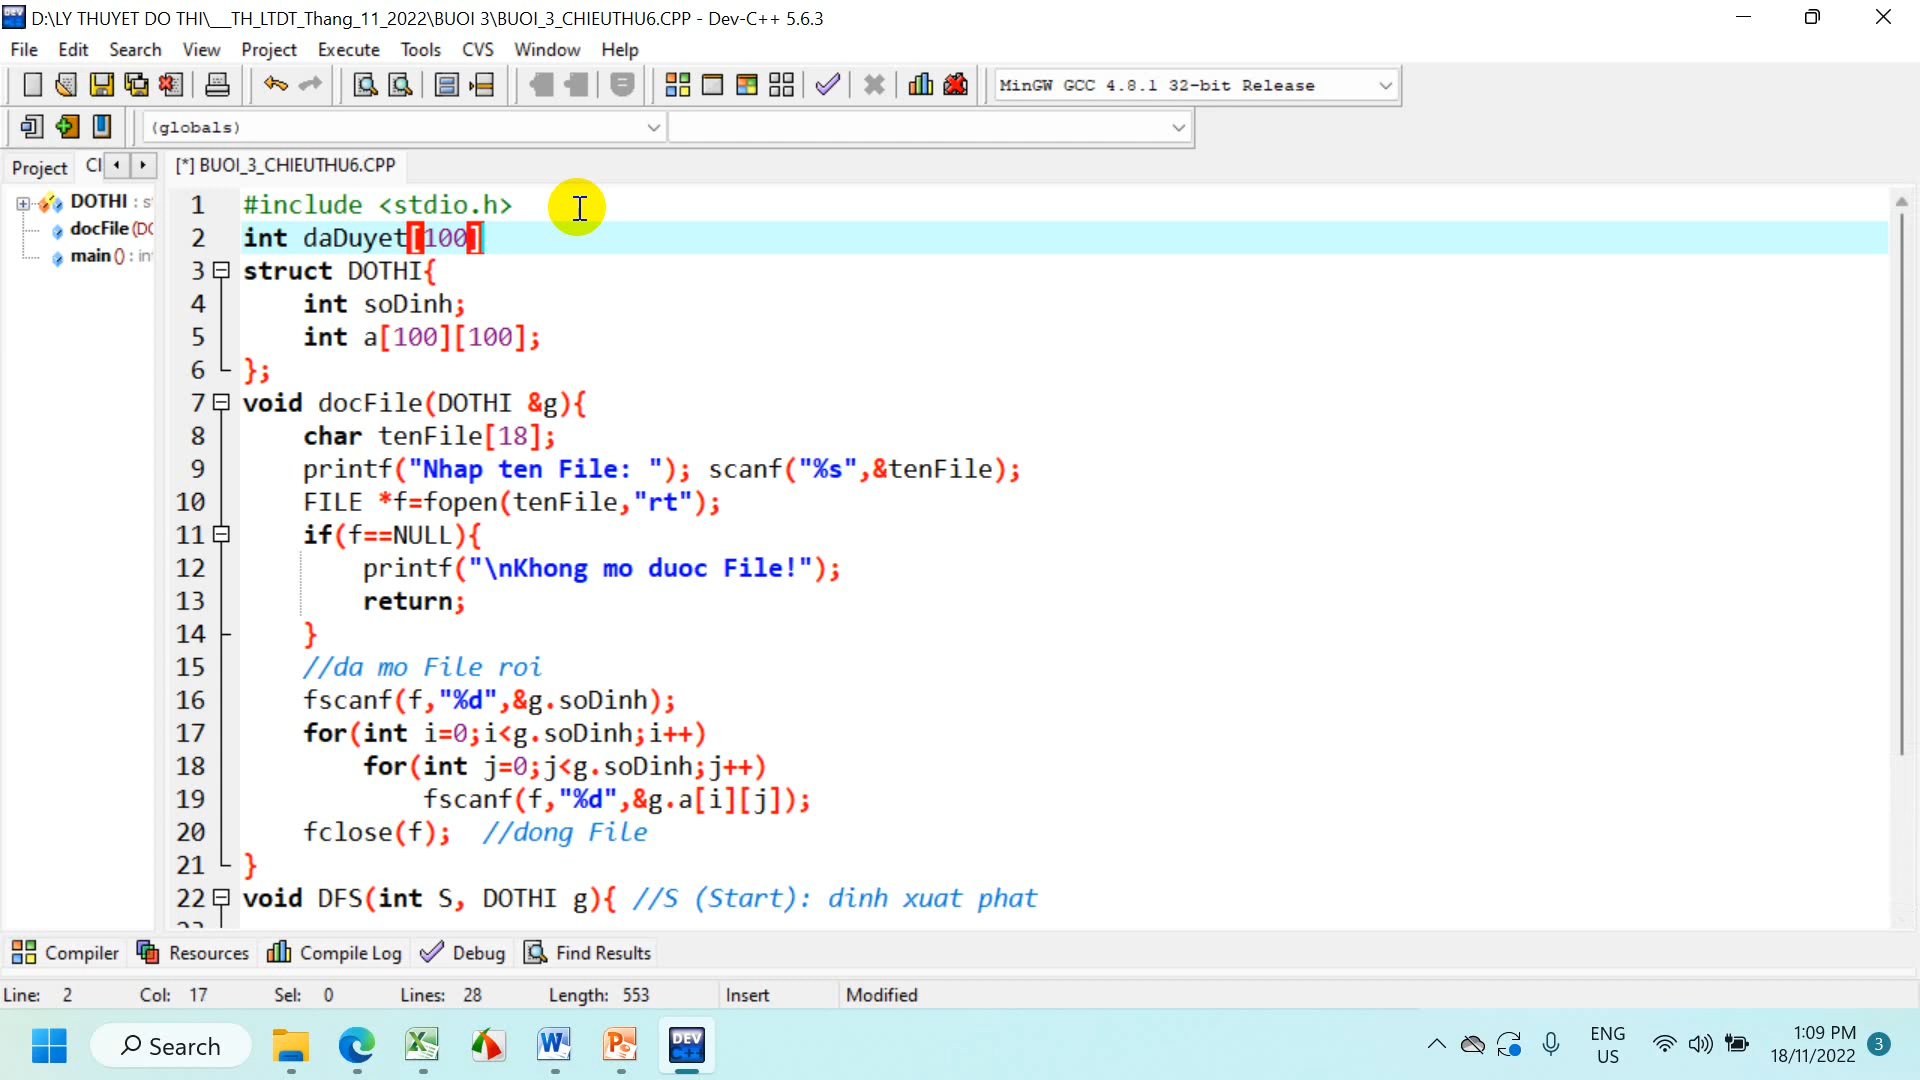 D:\LY THUYET DO THI\__TH_LTDT_Thang_11_2022\BUOI 3\BUOI_3_CHIEUTHU6.CPP - Dev-C++ 5.6.3
File Edit Search View Project Execute Tools CVS Window Help
MinGW GCC 4.8.1 32-bit Release
(globals)
Project Cl [*] BUOI_3_CHIEUTHU6.CPP
DOTHI : s
docFile (DO
main () : in
1 #include <stdio.h>
2 int daDuyet[100]
3 struct DOTHI{
4 int soDinh;
5 int a[100][100];
6 };
7 void docFile(DOTHI &g){
8 char tenFile[18];
9 printf("Nhap ten File: "); scanf("%s",&tenFile);
10 FILE *f=fopen(tenFile,"rt");
11 if(f==NULL){
12 printf("\nKhong mo duoc File!");
13 return;
14 }
15 //da mo File roi
16 fscanf(f,"%d",&g.soDinh);
17 for(int i=0;i<g.soDinh;i++)
18 for(int j=0;j<g.soDinh;j++)
19 fscanf(f,"%d",&g.a[i][j]);
20 fclose(f); //dong File
21 }
22 void DFS(int S, DOTHI g){ //S (Start): dinh xuat phat
Compiler Resources Compile Log Debug Find Results
Line: 2 Col: 17 Sel: 0 Lines: 28 Length: 553 Insert Modified
Search
DEV C++
ENG
US
1:09 PM
18/11/2022
3